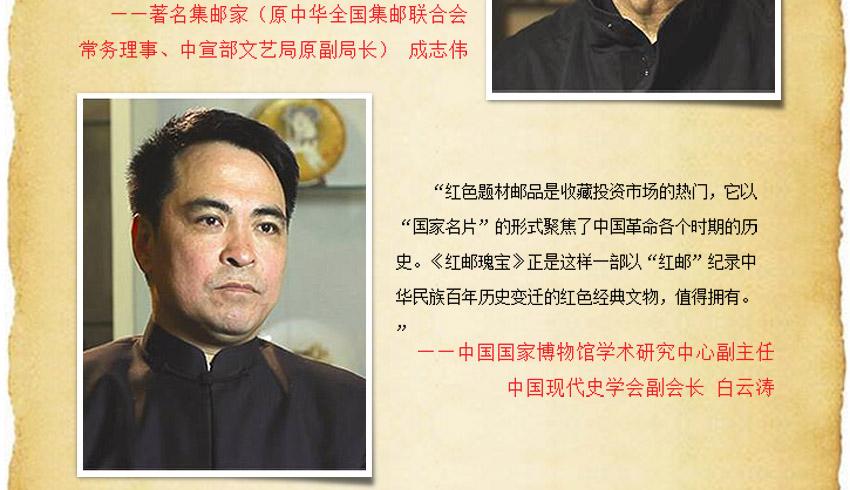 ——著名集邮家（原中华全国集邮联合会
常务理事、中宣部文艺局原副局长） 成志伟
“红色题材邮品是收藏投资市场的热门，它以
“国家名片”的形式聚焦了中国革命各个时期的历
史。《红邮瑰宝》正是这样一部以“红邮”纪录中
华民族百年历史变迁的红色经典文物，值得拥有。
”
——中国国家博物馆学术研究中心副主任
中国现代史学会副会长 白云涛